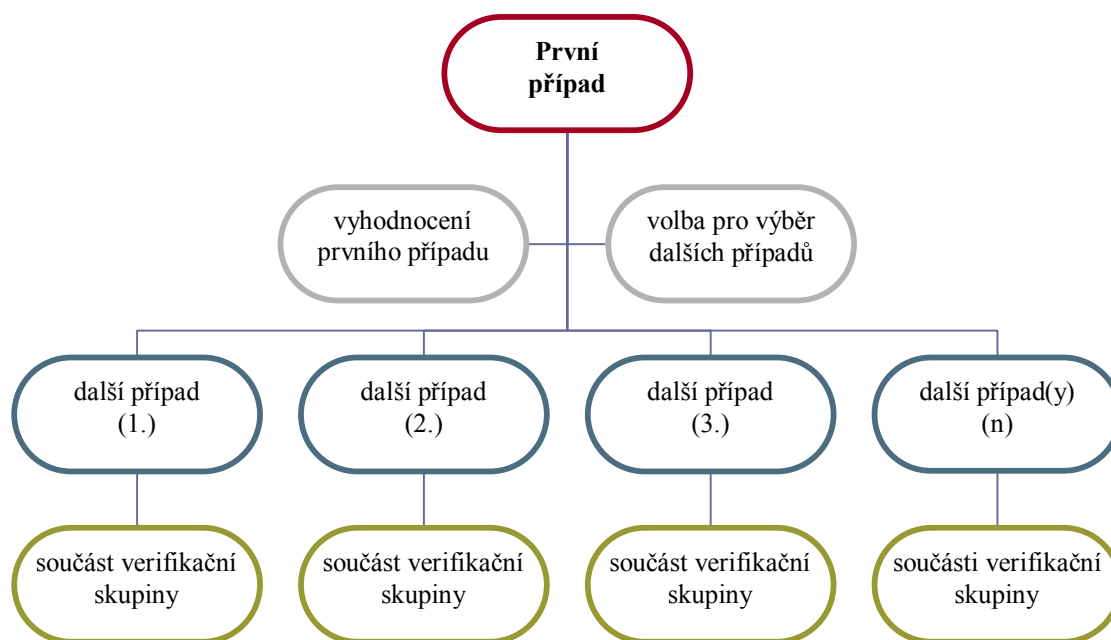 První
případ
vyhodnocení
prvního případu
volba pro výběr
dalších případů
další případ
(1.)
další případ
(2.)
další případ
(3.)
další případ(y)
(n)
součást verifikační
skupiny
součást verifikační
skupiny
součást verifikační
skupiny
součásti verifikační
skupiny